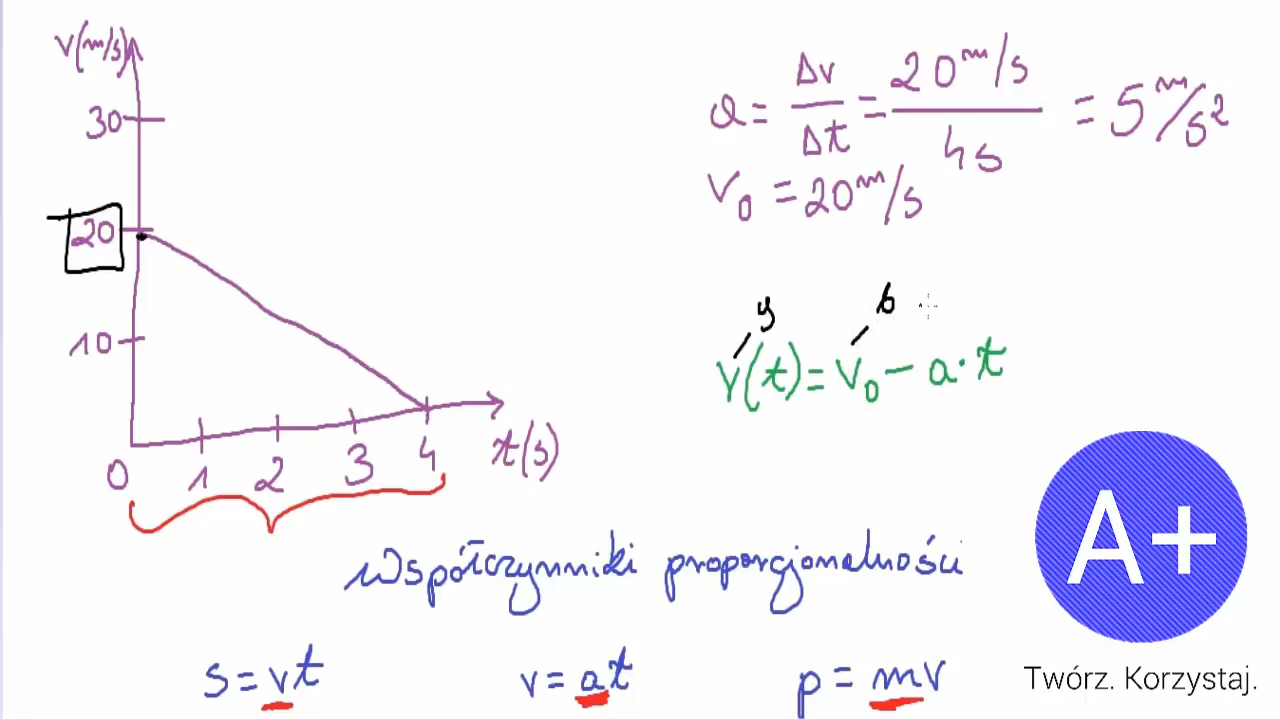 v(m/s)
30
20
10
0 1 2 3 4 t(s)
a = Δv/Δt = 20 m/s / 4s = 5 m/s²
v₀ = 20 m/s
y b
v(t) = v₀ - a·t
Współczynniki proporcjonalności
s = vt v = at p = mv
A+
Twórz. Korzystaj.